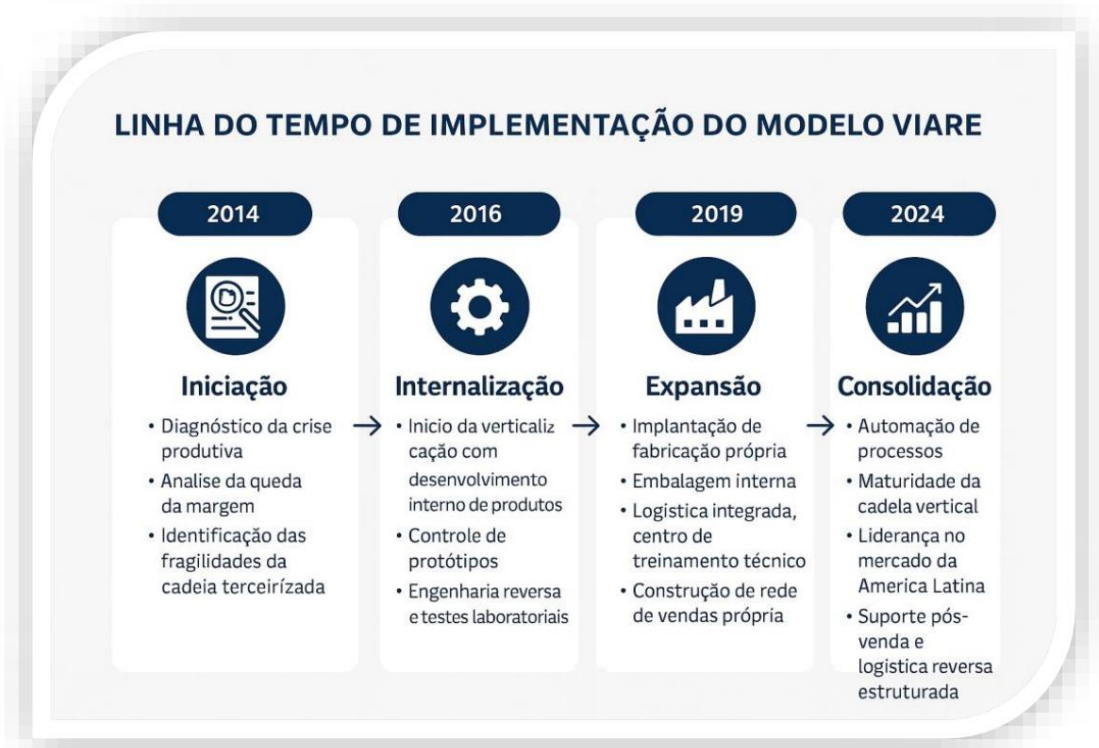 LINHA DO TEMPO DE IMPLEMENTAÇÃO DO MODELO VIARE
2014
Iniciação
• Diagnóstico da crise
produtiva
• Analise da queda
da margem
• Identificação das
fragilidades da
cadeia terceirízada
2016
Internalização
• Inicio da verticaliz
cação com
desenvolvimento
interno de produtos
• Controle de
protótipos
• Engenharia reversa
e testes laboratoriais
2019
Expansão
• Implantação de
fabricação própria
• Embalagem interna
• Logistica integrada,
centro de
treinamento técnico
• Construção de rede
de vendas própria
2024
Consolidação
• Automação de
processos
• Maturidade da
cadela vertical
• Liderança no
mercado da
America Latina
• Suporte pós-
venda e
logistica reversa
estruturada